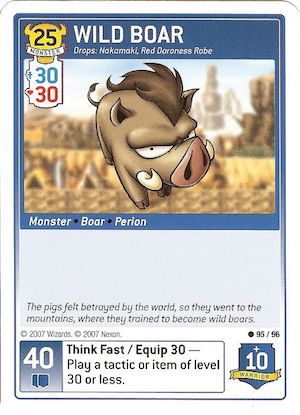 25
MONSTER
WILD BOAR
Drops: Nakamaki, Red Doroness Robe
30
30
Monster • Boar • Perion
The pigs felt betrayed by the world, so they went to the
mountains, where they trained to become wild boars.
© 2007 Wizards. © 2007 Nexon.
● 95 / 96
40
Think Fast / Equip 30 —
Play a tactic or item of level
30 or less.
+
10
WARRIOR